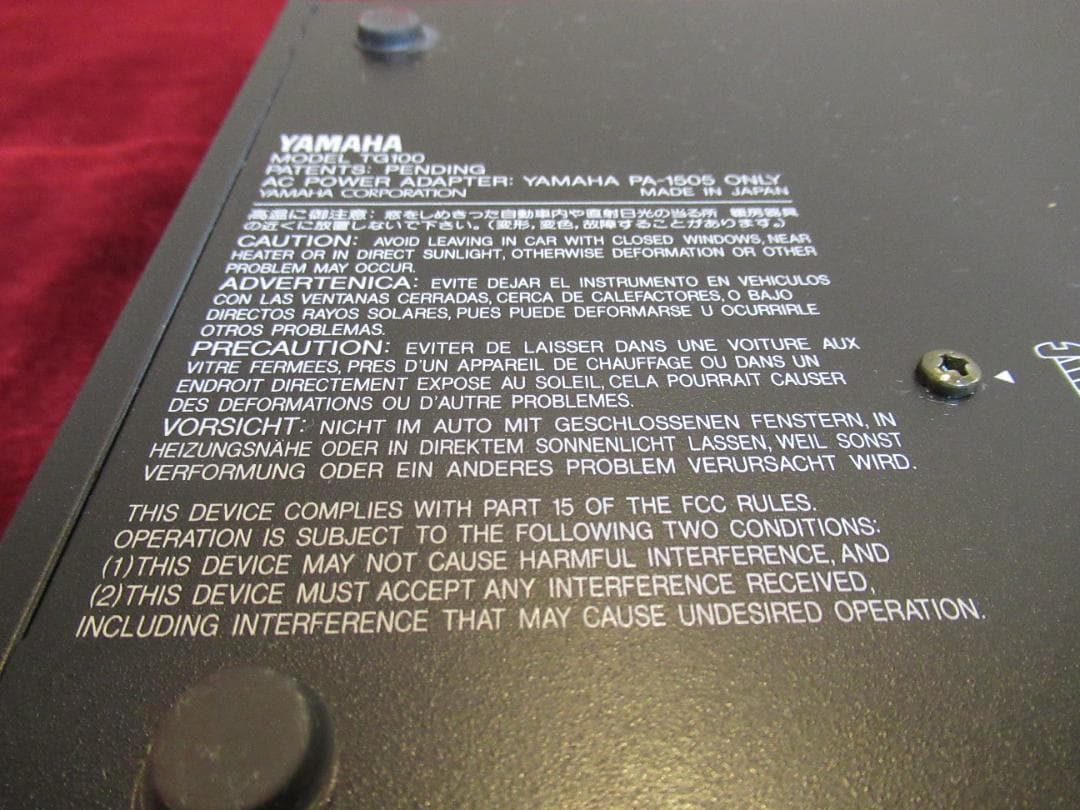 YAMAHA
MODEL TG100
PATENTS: PENDING
AC POWER ADAPTER: YAMAHA PA-1505 ONLY
YAMAHA CORPORATION MADE IN JAPAN
高温に御注意：窓をしめきった自動車内や直射日光の当る所 暖房器具
の近くに放置しないで下さい。(変形，変色，故障することがあります。)
CAUTION: AVOID LEAVING IN CAR WITH CLOSED WINDOWS, NEAR
HEATER OR IN DIRECT SUNLIGHT, OTHERWISE DEFORMATION OR OTHER
PROBLEM MAY OCCUR.
ADVERTENICA: EVITE DEJAR EL INSTRUMENTO EN VEHICULOS
CON LAS VENTANAS CERRADAS, CERCA DE CALEFACTORES, O BAJO
DIRECTOS RAYOS SOLARES, PUES PUEDE DEFORMARSE U OCURRIRLE
OTROS PROBLEMAS.
PRECAUTION: EVITER DE LAISSER DANS UNE VOITURE AUX
VITRE FERMEES, PRES D'UN APPAREIL DE CHAUFFAGE OU DANS UN
ENDROIT DIRECTEMENT EXPOSE AU SOLEIL, CELA POURRAIT CAUSER
DES DEFORMATIONS OU D'AUTRE PROBLEMES.
VORSICHT: NICHT IM AUTO MIT GESCHLOSSENEN FENSTERN, IN
HEIZUNGSNÄHE ODER IN DIREKTEM SONNENLICHT LASSEN, WEIL SONST
VERFORMUNG ODER EIN ANDERES PROBLEM VERURSACHT WIRD.
THIS DEVICE COMPLIES WITH PART 15 OF THE FCC RULES.
OPERATION IS SUBJECT TO THE FOLLOWING TWO CONDITIONS:
(1) THIS DEVICE MAY NOT CAUSE HARMFUL INTERFERENCE, AND
(2) THIS DEVICE MUST ACCEPT ANY INTERFERENCE RECEIVED,
INCLUDING INTERFERENCE THAT MAY CAUSE UNDESIRED OPERATION.